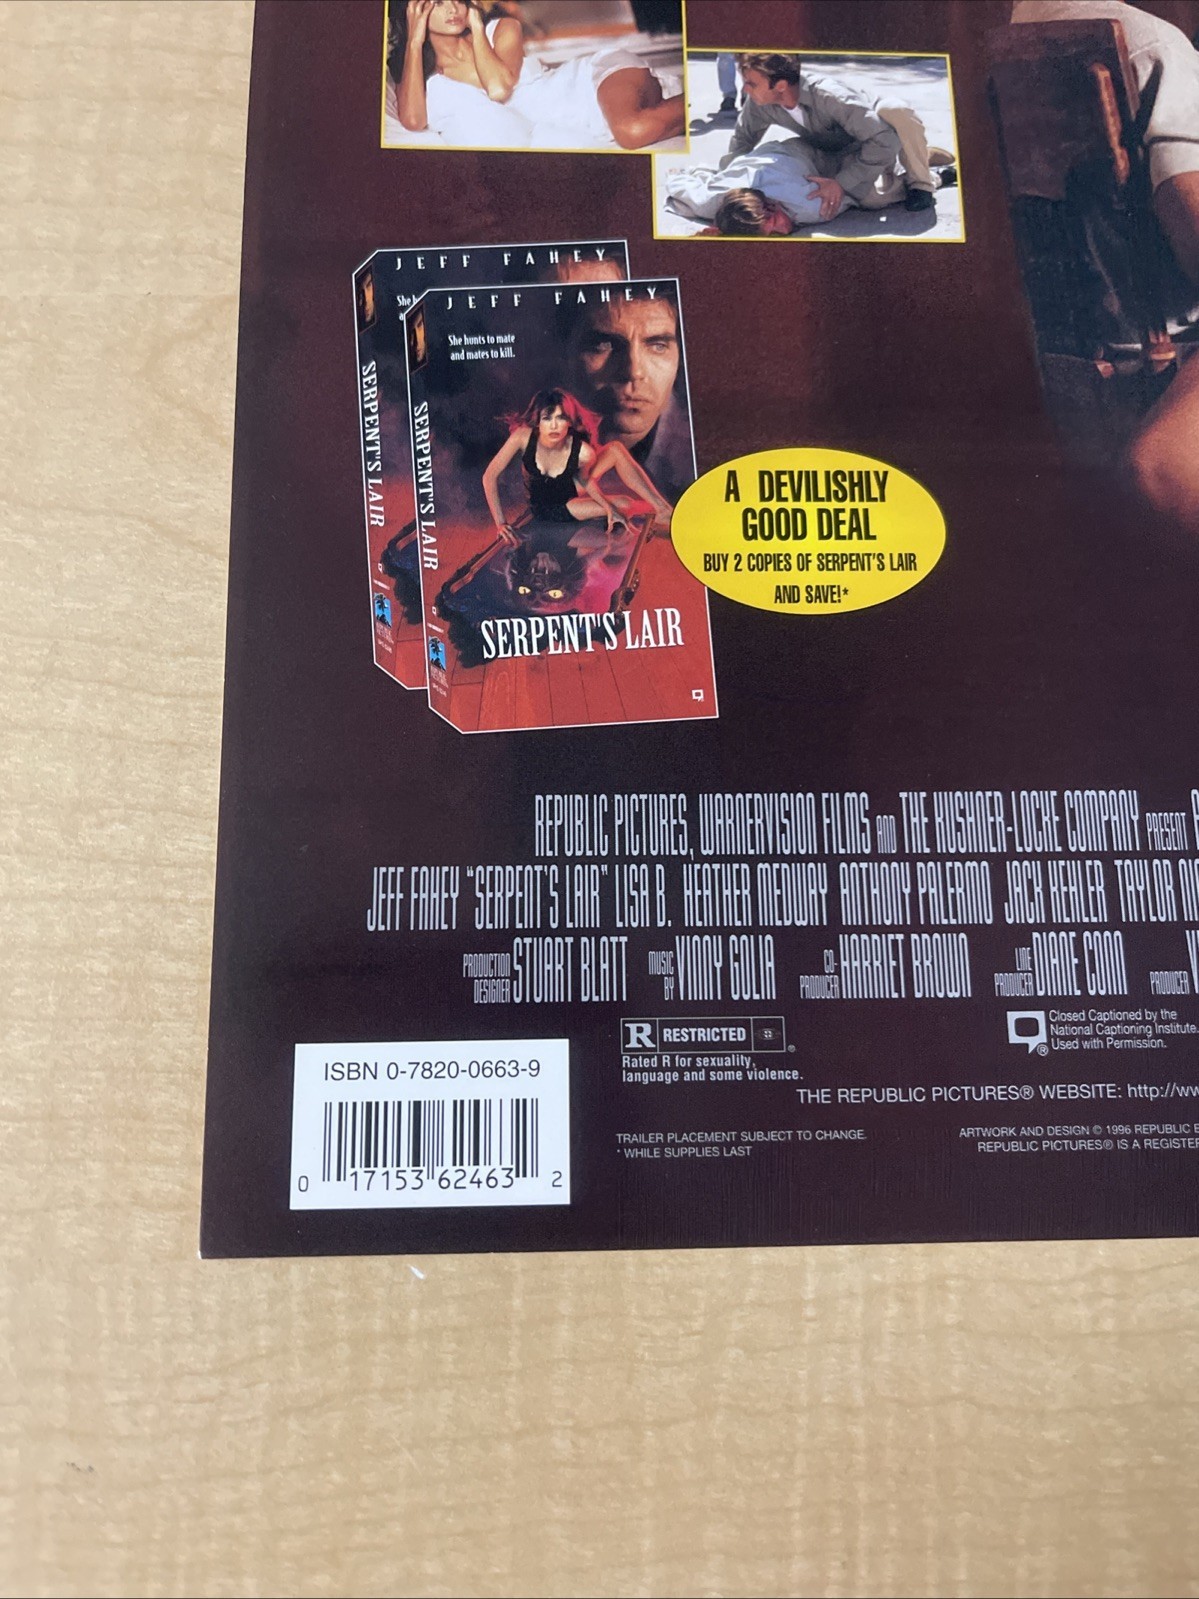 JEFF FAHEY
She h
JEFF FAHEY
She hunts to mate
and mates to kill.
SERPENT'S LAIR
SERPENT'S LAIR
SERPENT'S LAIR
A DEVILISHLY
GOOD DEAL
BUY 2 COPIES OF SERPENT'S LAIR
AND SAVE!*
REPUBLIC PICTURES, WARNERVISION FILMS AND THE KUSHNER-LOCKE COMPANY PRESENT
JEFF FAHEY "SERPENT'S LAIR" LISA B. HEATHER MEDWAY ANTHONY PALERMO JACK KEHLER TAYLOR
PRODUCTION DESIGNER STUART BLATT MUSIC BY VINNY GOLIA CO-PRODUCER HARRIET BROWN LINE PRODUCER DIANE CONN PRODUCER
R RESTRICTED ®
Rated R for sexuality,
language and some violence.
Closed Captioned by the
National Captioning Institute.
Used with Permission.
®
THE REPUBLIC PICTURES® WEBSITE: http://ww
ISBN 0-7820-0663-9
0 17153 62463 2
TRAILER PLACEMENT SUBJECT TO CHANGE.
* WHILE SUPPLIES LAST
ARTWORK AND DESIGN © 1996 REPUBLIC E
REPUBLIC PICTURES® IS A REGISTER